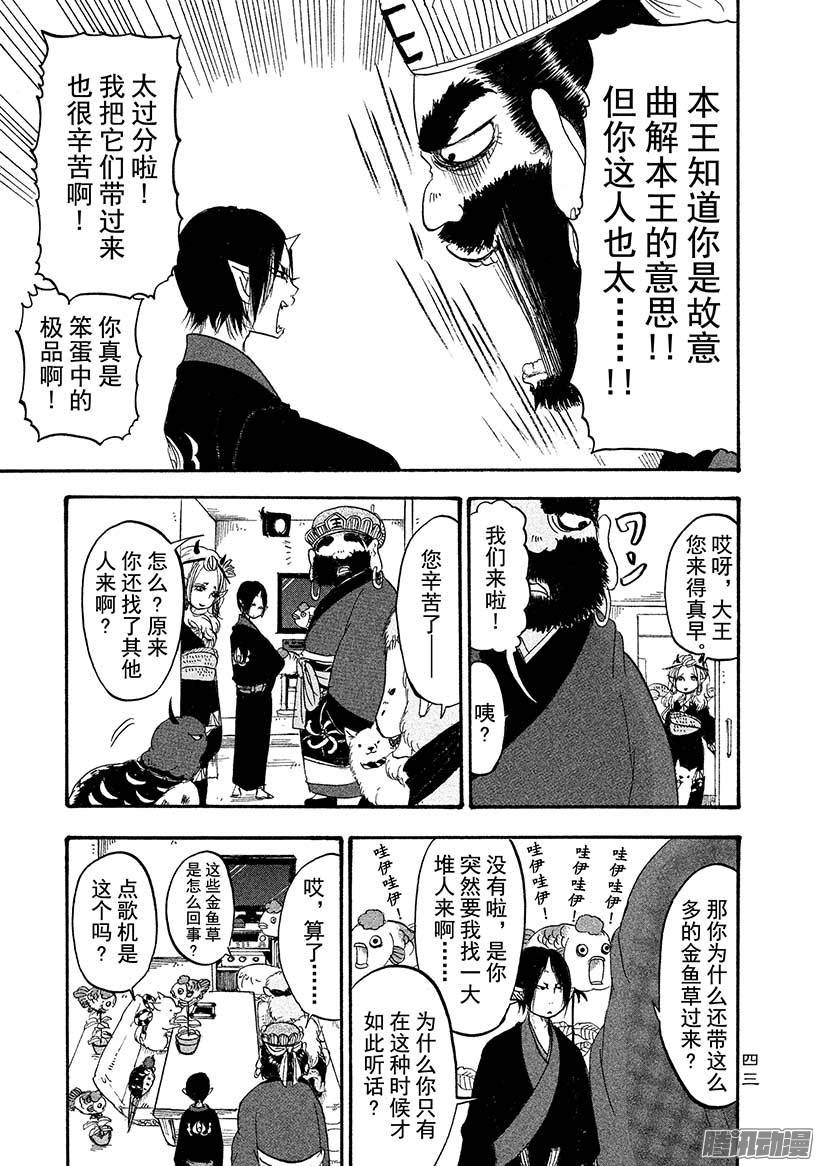 本王知道你是故意
曲解本王的意思!!
但你这人也太……!!
太过分啦！
我把它们带过来
也很辛苦啊！
你真是
笨蛋中的
极品啊！
哎呀，大王
您来得真早。
ワンッ
我们来啦！
咦？
您辛苦了——
怎么？原来
你还找了其他
人来啊？
那你为什么还带这么
多的金鱼草过来？
哇伊哇伊！
哇伊哇伊！
哇伊哇伊！
哇伊哇伊！
没有啦，是你
突然要我找一大
堆人来啊……
为什么你只有
在这种时候才
如此听话？
哎，算了……
这些金鱼草
是怎么回事？
点歌机是
这个吗？
四三
腾讯动漫